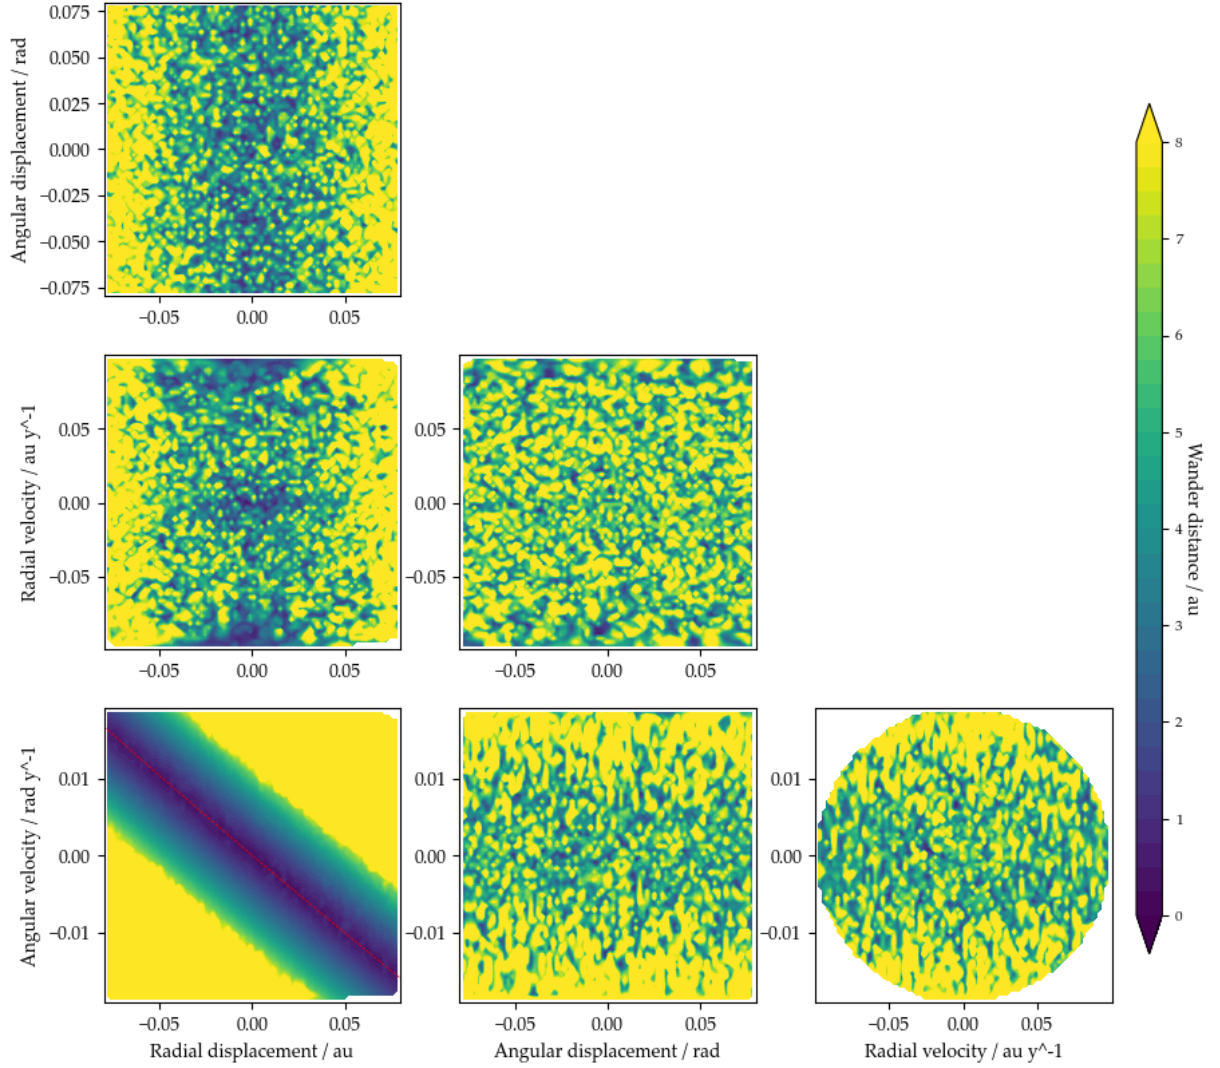 Angular displacement / rad
0.075
0.050
0.025
0.000
−0.025
−0.050
−0.075
−0.05 0.00 0.05
Radial velocity / au y^-1
0.05
0.00
−0.05
−0.05 0.00 0.05
0.05
0.00
−0.05
−0.05 0.00 0.05
Angular velocity / rad y^-1
0.01
0.00
−0.01
−0.05 0.00 0.05
Radial displacement / au
0.01
0.00
−0.01
−0.05 0.00 0.05
Angular displacement / rad
0.01
0.00
−0.01
−0.05 0.00 0.05
Radial velocity / au y^-1
8
7
6
5
4
3
2
1
0
Wander distance / au